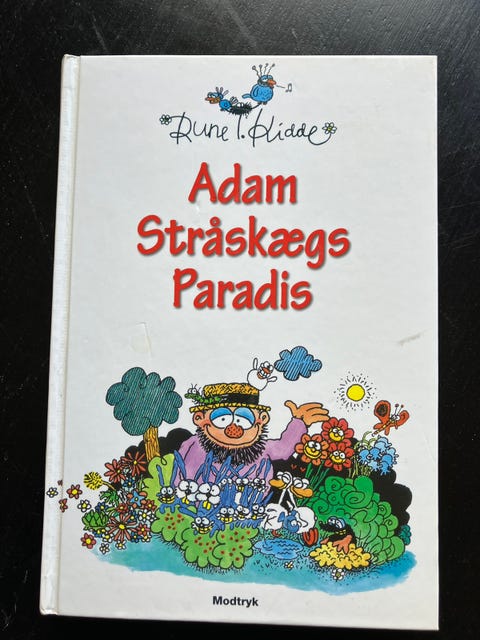 Rune T. Kidde
Adam
Stråskægs
Paradis
Modtryk